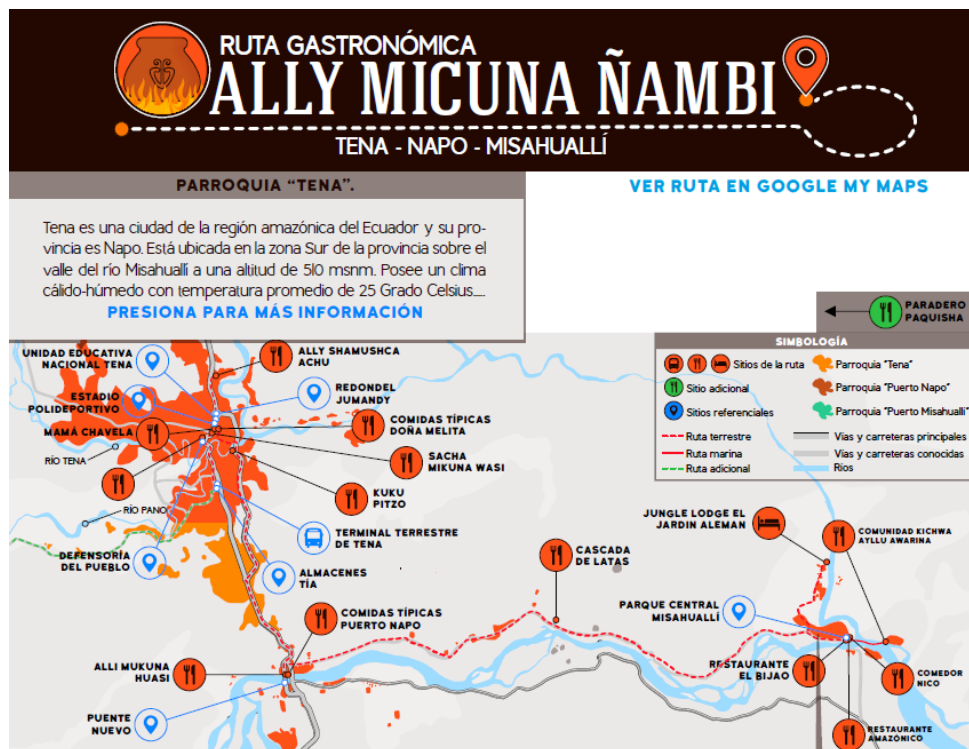 RUTA GASTRONÓMICA
ALLY MICUNA ÑAMBI
TENA - NAPO - MISAHUALLÍ
PARROQUIA “TENA”.
VER RUTA EN GOOGLE MY MAPS
Tena es una ciudad de la región amazónica del Ecuador y su pro-
vincia es Napo. Está ubicada en la zona Sur de la provincia sobre el
valle del río Misahuallí a una altitud de 510 msnm. Posee un clima
cálido-húmedo con temperatura promedio de 25 Grado Celsius....
PRESIONA PARA MÁS INFORMACIÓN
PARADERO
PAQUISHA
SIMBOLOGÍA
Sitios de la ruta
Parroquia "Tena"
Sitio adicional
Parroquia "Puerto Napo"
Sitios referenciales
Parroquia "Puerto Misahualli"
Ruta terrestre
Vias y carreteras principales
Ruta marina
Vias y carreteras conocidas
Ruta adicional
Ríos
UNIDAD EDUCATIVA
NACIONAL TENA
ALLY SHAMUSHCA
ACHU
ESTADIO
POLIDEPORTIVO
REDONDEL
JUMANDY
MAMÁ CHAVELA
COMIDAS TÍPICAS
DOÑA MELITA
RÍO TENA
SACHA
MIKUNA WASI
KUKU
PITZO
RÍO PANO
TERMINAL TERRESTRE
DE TENA
DEFENSORÍA
DEL PUEBLO
ALMACENES
TÍA
JUNGLE LODGE EL
JARDIN ALEMAN
COMUNIDAD KICHWA
AYLLU AWARINA
CASCADA
DE LATAS
PARQUE CENTRAL
MISAHUALLÍ
COMIDAS TÍPICAS
PUERTO NAPO
ALLI MUKUNA
HUASI
RESTAURANTE
EL BIJAO
COMEDOR
NICO
PUENTE
NUEVO
RESTAURANTE
AMAZÓNICO